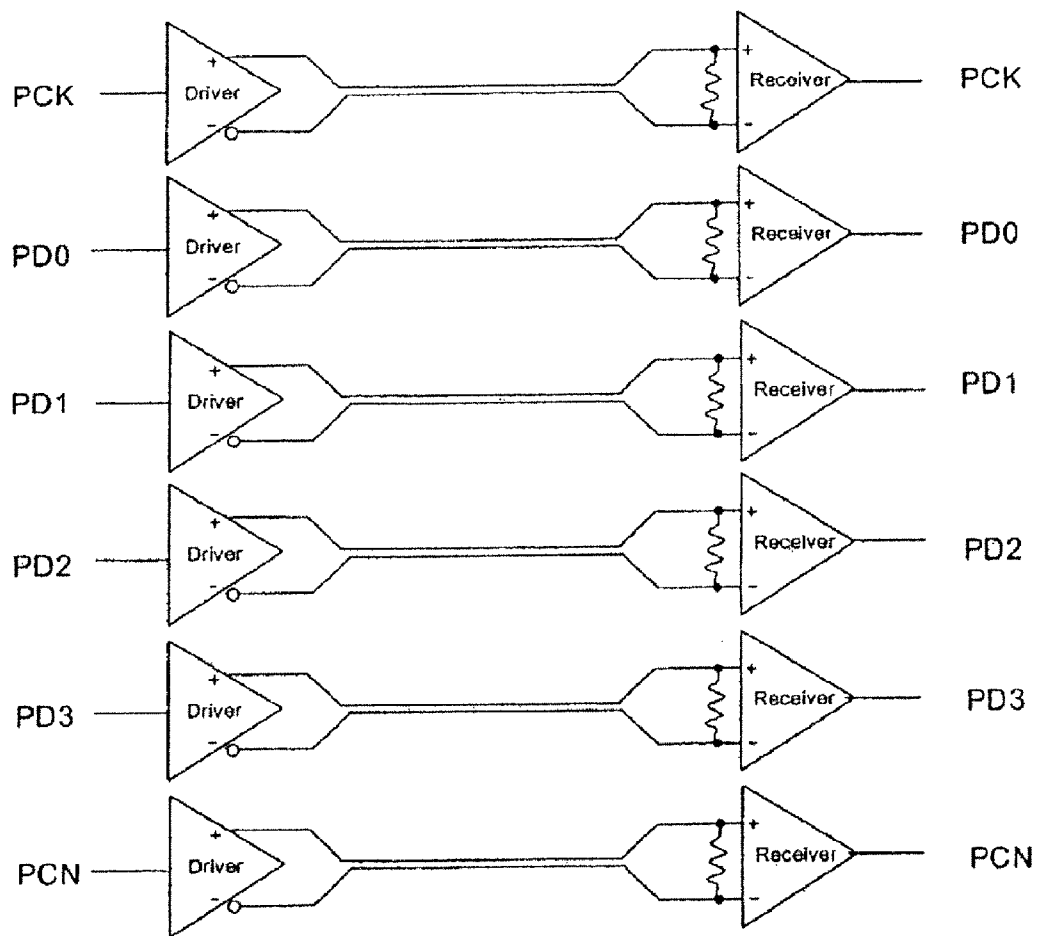 PCK Driver + - + - Receiver PCK
PD0 Driver + - + - Receiver PD0
PD1 Driver + - + - Receiver PD1
PD2 Driver + - + - Receiver PD2
PD3 Driver + - + - Receiver PD3
PCN Driver + - + - Receiver PCN